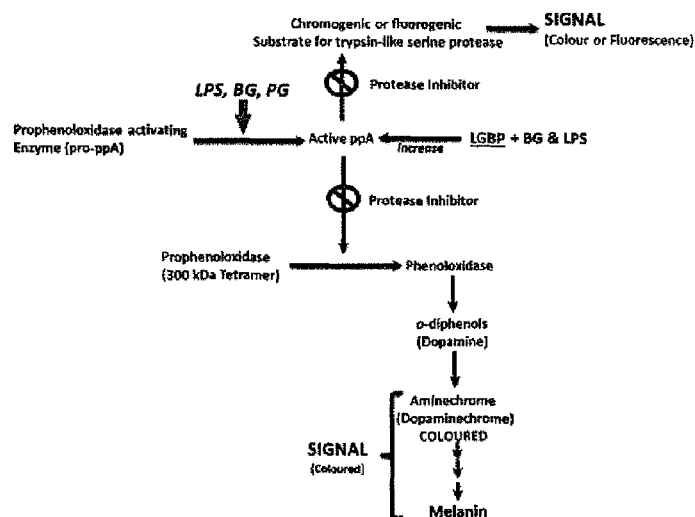 Chromogenic or fluorogenic
Substrate for trypsin-like serine protease
SIGNAL
(Colour or Fluorescence)
Protease Inhibitor
LPS, BG, PG
Prophenoloxidase activating
Enzyme (pro-ppA)
Active ppA
Increase
LGBP + BG & LPS
Protease Inhibitor
Prophenoloxidase
(300 kDa Tetramer)
Phenoloxidase
o-diphenols
(Dopamine)
Aminechrome
(Dopaminechrome)
COLOURED
SIGNAL
(Coloured)
Melanin